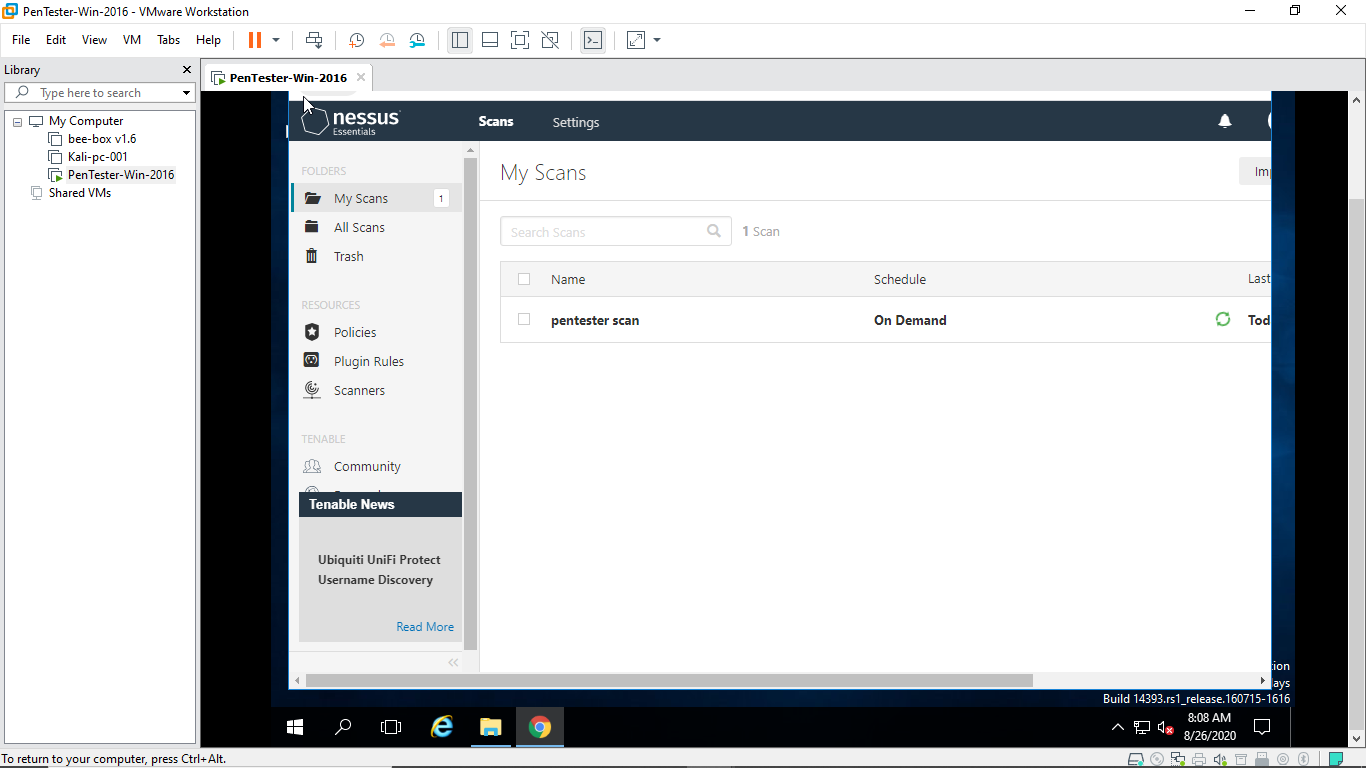 PenTester-Win-2016 - VMware Workstation
File Edit View VM Tabs Help
Library
Type here to search
My Computer
bee-box v1.6
Kali-pc-001
PenTester-Win-2016
Shared VMs
PenTester-Win-2016
nessus
Essentials
Scans Settings
FOLDERS
My Scans 1
All Scans
Trash
RESOURCES
Policies
Plugin Rules
Scanners
TENABLE
Community
Tenable News
Ubiquiti UniFi Protect
Username Discovery
Read More
My Scans
Imp
Search Scans 1 Scan
Name Schedule Last
pentester scan On Demand Tod
tion
ays
Build 14393.rs1_release.160715-1616
8:08 AM
8/26/2020
To return to your computer, press Ctrl+Alt.